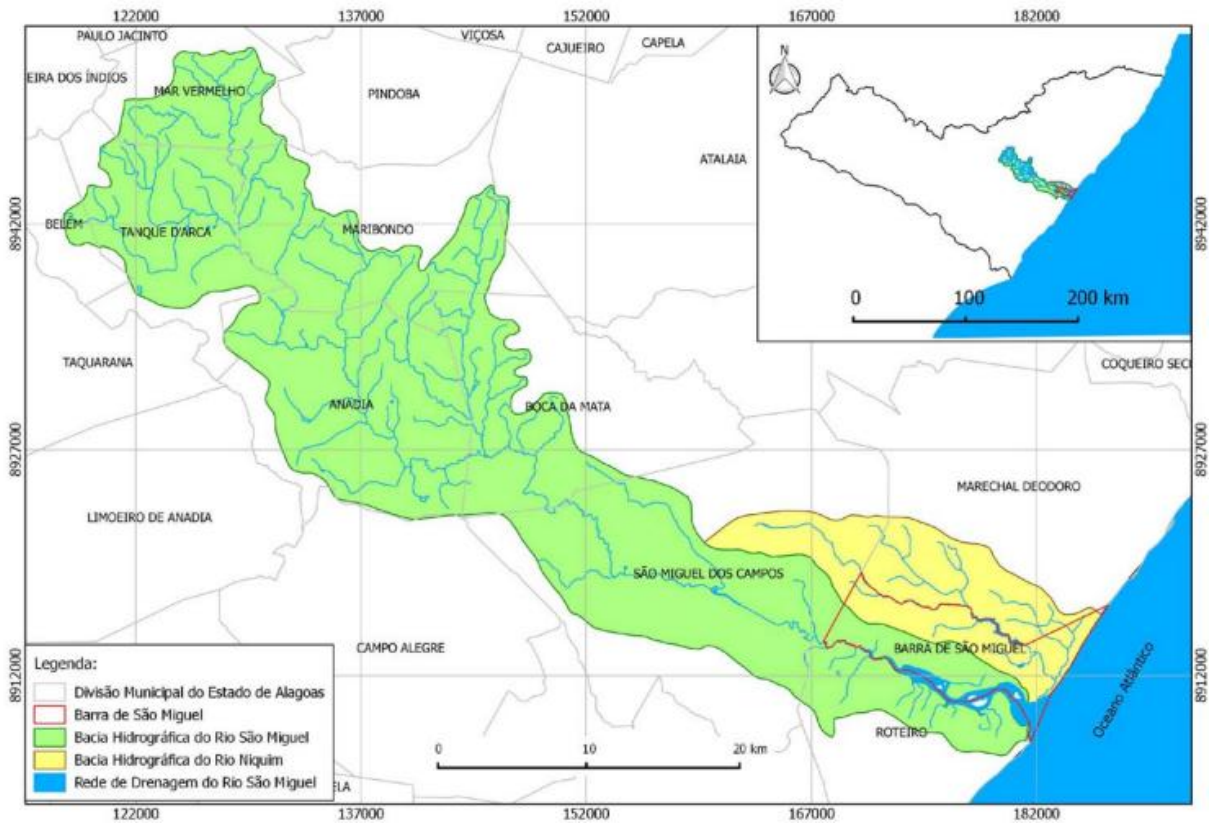 122000 137000 152000 167000 182000
PAULO JACINTO
VIÇOSA
CAJUEIRO
CAPELA
EIRA DOS ÍNDIOS
MAR VERMELHO
PINDOBA
N
ATALAIA
8942000
BELÉM
TANQUE D'ARCA
MARIBONDO
8942000
0 100 200 km
TAQUARANA
COQUEIRO SECO
ANADIA
BOCA DA MATA
8927000
8927000
MARECHAL DEODORO
LIMOEIRO DE ANADIA
SÃO MIGUEL DOS CAMPOS
CAMPO ALEGRE
BARRA DE SÃO MIGUEL
8912000
8912000
ROTEIRO
Oceano Atlântico
Legenda:
Divisão Municipal do Estado de Alagoas
Barra de São Miguel
Bacia Hidrográfica do Rio São Miguel
Bacia Hidrográfica do Rio Niquim
Rede de Drenagem do Rio São Miguel
0 10 20 km
ELA
122000 137000 152000 167000 182000